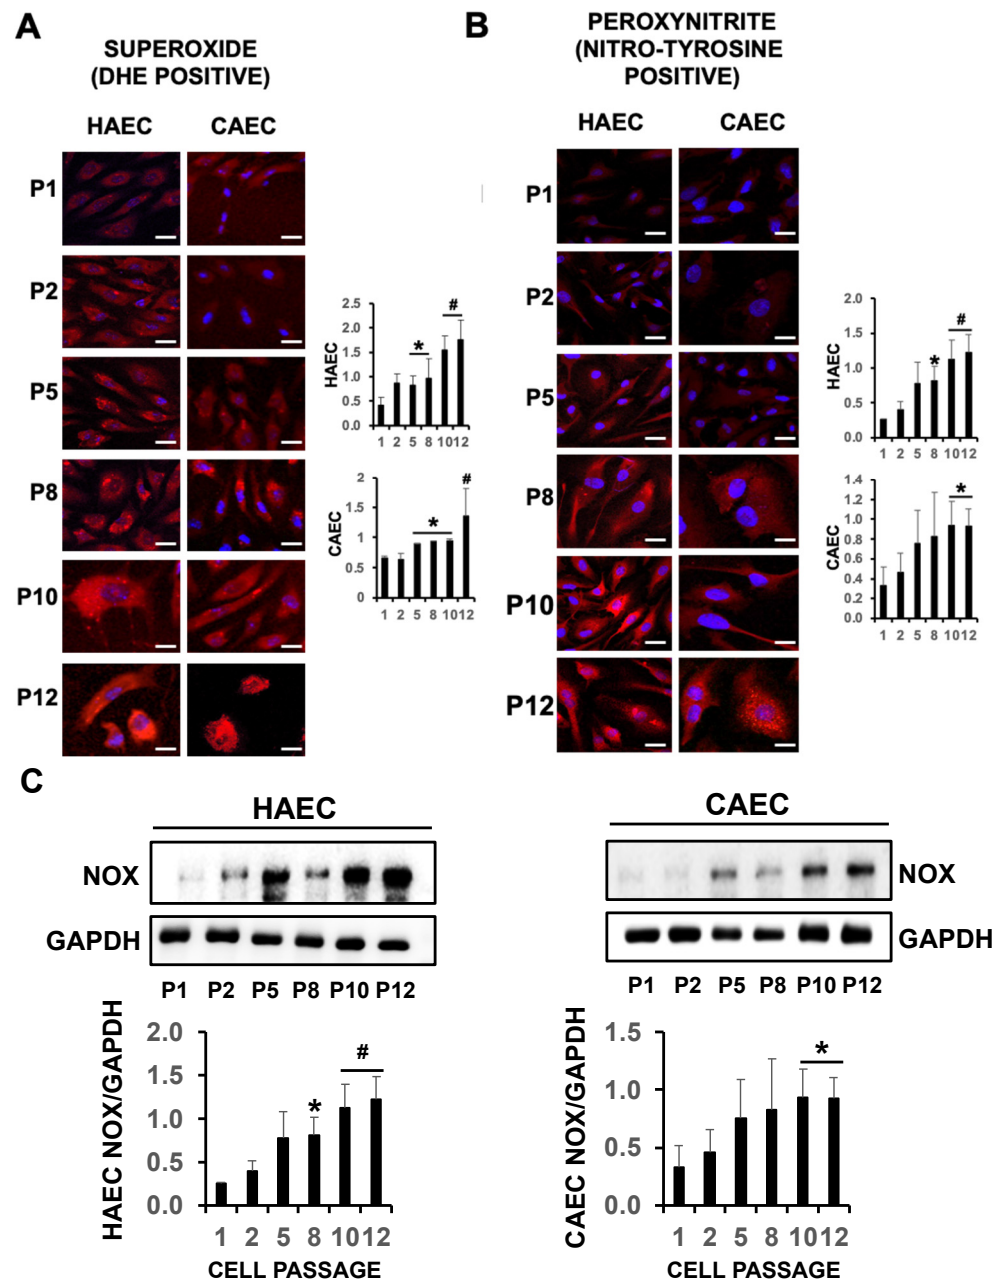 A
SUPEROXIDE
(DHE POSITIVE)
HAEC CAEC
P1
P2
P5
P8
P10
P12
2.5
2.0
1.5
1.0
0.5
0.0
HAEC
* #
1 2 5 8 10 12
2
1.5
1
0.5
0
CAEC
* #
1 2 5 8 10 12
B
PEROXYNITRITE
(NITRO-TYROSINE
POSITIVE)
HAEC CAEC
P1
P2
P5
P8
P10
P12
2.0
1.5
1.0
0.5
0.0
HAEC
* #
1 2 5 8 10 12
1.4
1.2
1.0
0.8
0.6
0.4
0.2
0
CAEC
*
1 2 5 8 10 12
C
HAEC
NOX
GAPDH
P1 P2 P5 P8 P10 P12
HAEC NOX/GAPDH
2.0
1.5
1.0
0.5
0.0
* #
1 2 5 8 10 12
CELL PASSAGE
CAEC
NOX
GAPDH
P1 P2 P5 P8 P10 P12
CAEC NOX/GAPDH
1.5
1.0
0.5
0.0
*
1 2 5 8 10 12
CELL PASSAGE